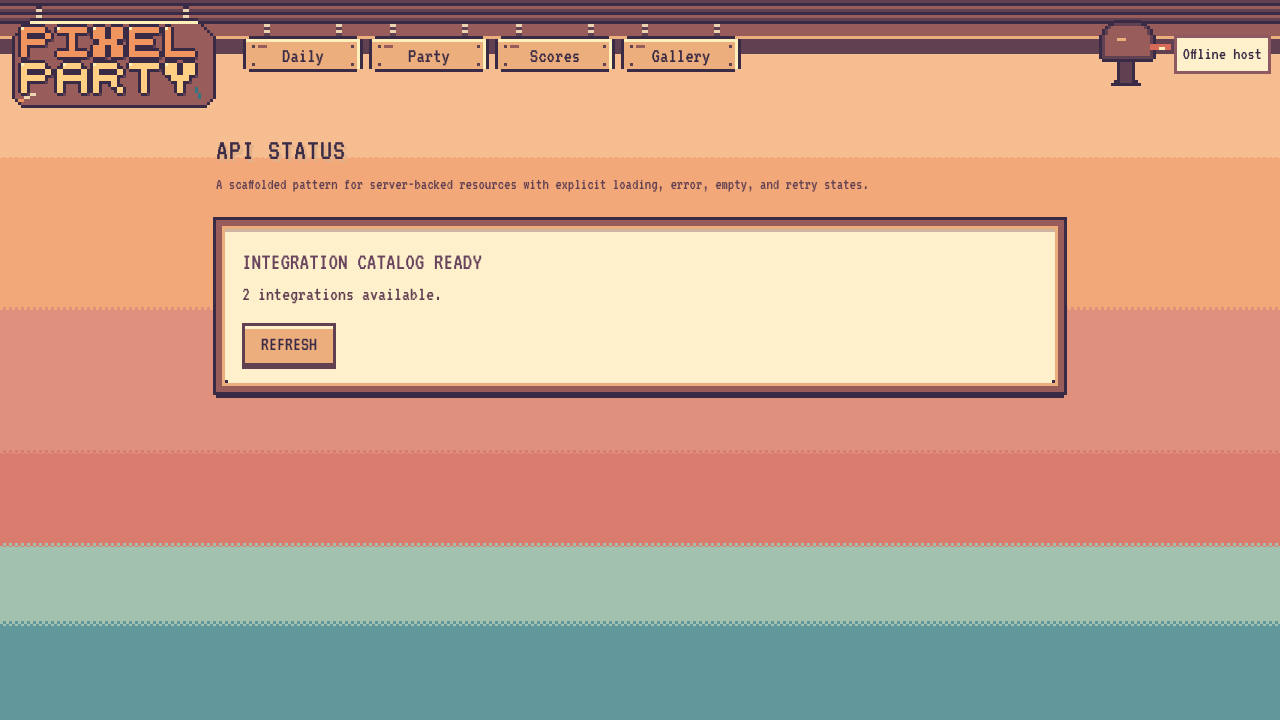 PIXEL
PARTY
Daily
Party
Scores
Gallery
Offline host
API STATUS
A scaffolded pattern for server-backed resources with explicit loading, error, empty, and retry states.
INTEGRATION CATALOG READY
2 integrations available.
REFRESH